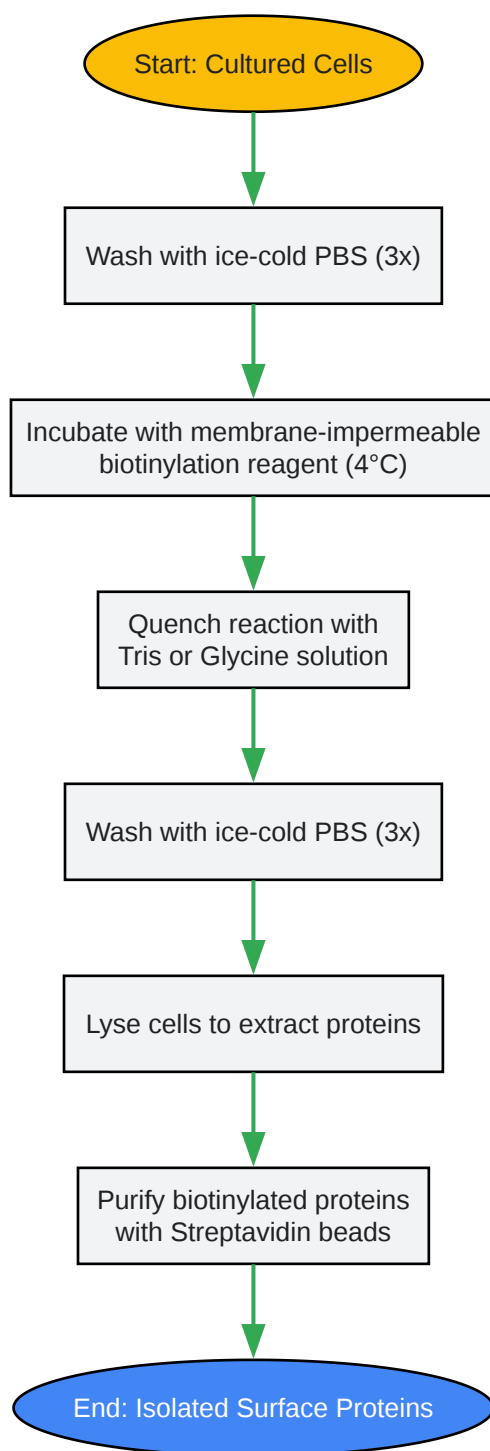 Start: Cultured Cells
Wash with ice-cold PBS (3x)
Incubate with membrane-impermeable
biotinylation reagent (4°C)
Quench reaction with
Tris or Glycine solution
Wash with ice-cold PBS (3x)
Lyse cells to extract proteins
Purify biotinylated proteins
with Streptavidin beads
End: Isolated Surface Proteins